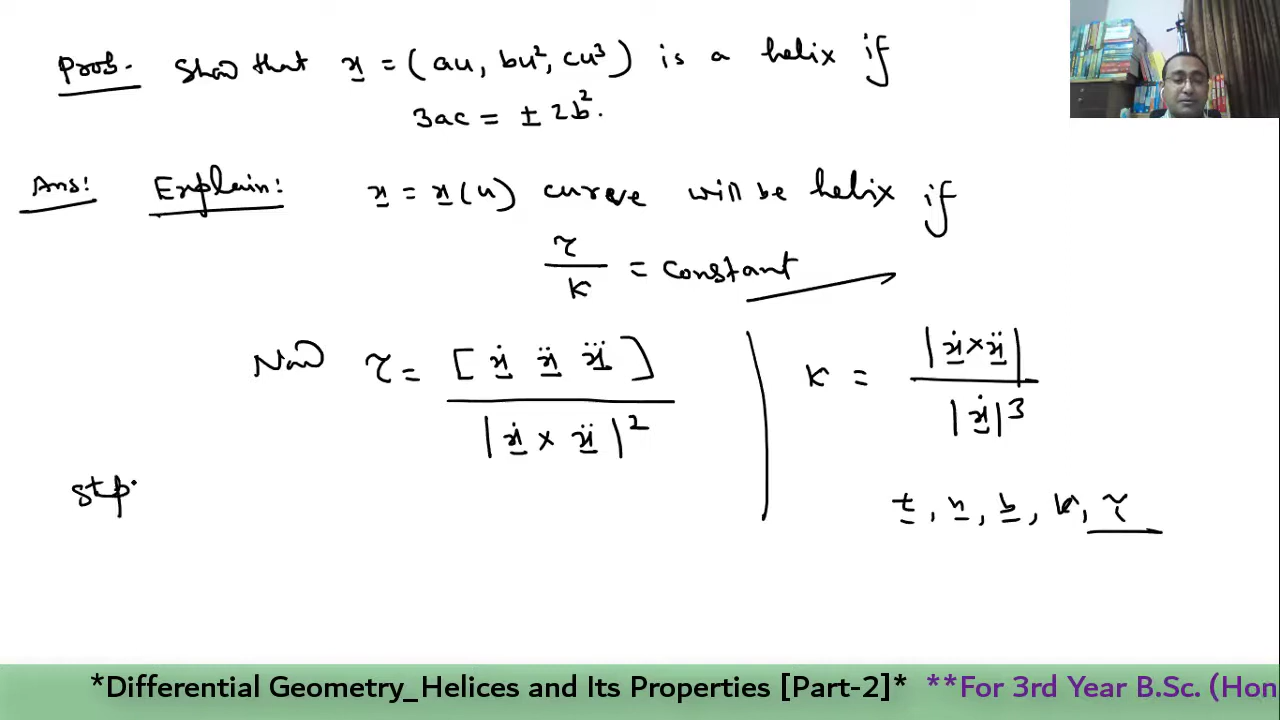 Prob. Show that r = (au, bu², cu³) is a helix if
3ac = ± 2b².
Ans: Explain: r = r(u) curve will be helix if
τ/κ = constant
Now τ = [ṙ r̈ r⃛] / |ṙ × r̈|²
κ = |ṙ × r̈| / |ṙ|³
t, n, b, κ, τ
step
*Differential Geometry_Helices and Its Properties [Part-2]* **For 3rd Year B.Sc. (Hon